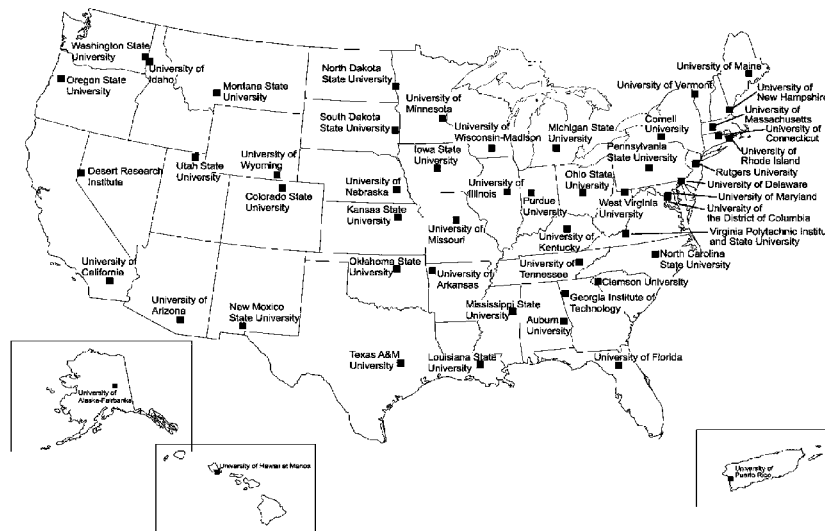 Washington State
University
University of
Idaho
Oregon State
University
Montana State
University
North Dakota
State University
South Dakota
State University
University of
Minnesota
University of
Wisconsin-Madison
Michigan State
University
University of Maine
University of Vermont
University of
New Hampshire
University of
Massachusetts
University of
Connecticut
University of
Rhode Island
Cornell
University
Pennsylvania
State University
Rutgers University
University of Delaware
University of Maryland
University of
the District of Columbia
Virginia Polytechnic Institu
and State University
Desert Research
Institute
Utah State
University
University of
Wyoming
Colorado State
University
University of
Nebraska
Kansas State
University
Iowa State
University
University of
Illinois
Purdue
University
Ohio State
University
West Virginia
University
University of
Missouri
University of
Kentucky
University of
California
University of
Arizona
New Mexico
State University
Oklahoma State
University
University of
Arkansas
University of
Tennessee
North Carolina
State University
Clemson University
Georgia Institute of
Technology
Mississippi State
University
Auburn
University
Texas A&M
University
Louisiana State
University
University of Florida
University of
Alaska-Fairbanks
University of Hawaii at Manoa
University of
Puerto Rico